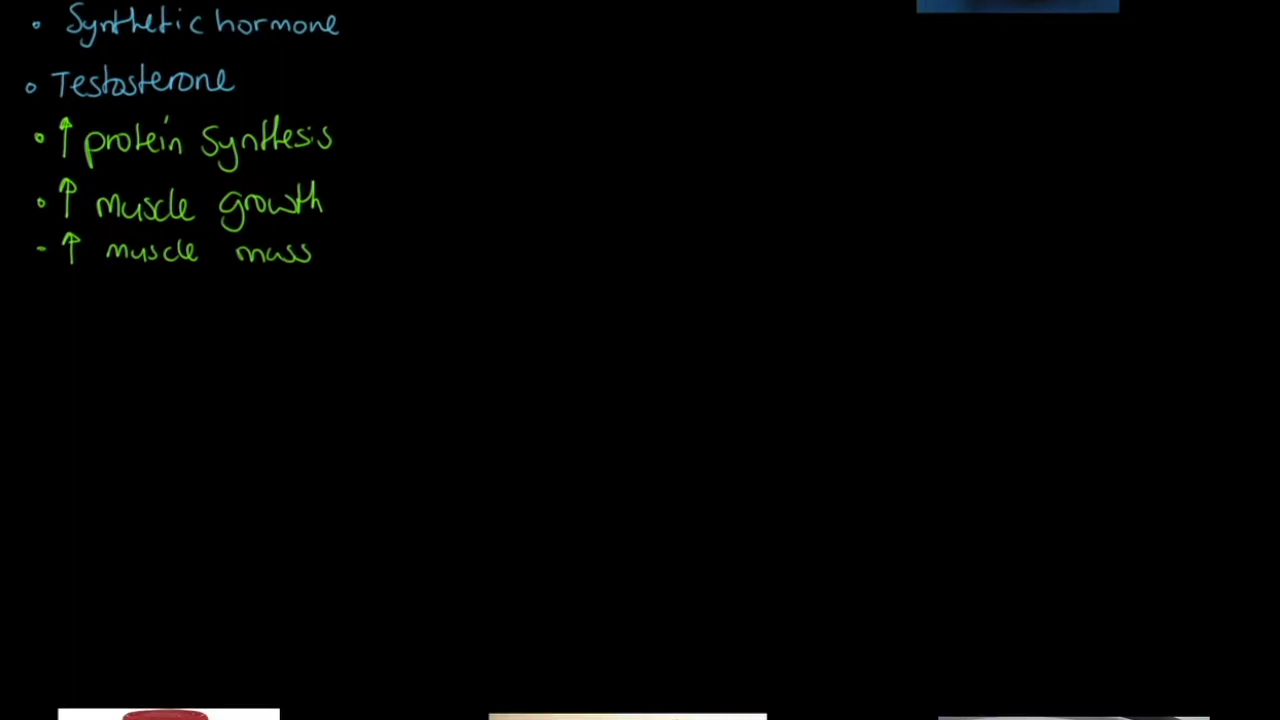 • Synthetic hormone
• Testosterone
• ↑ protein synthesis
• ↑ muscle growth
- ↑ muscle mass